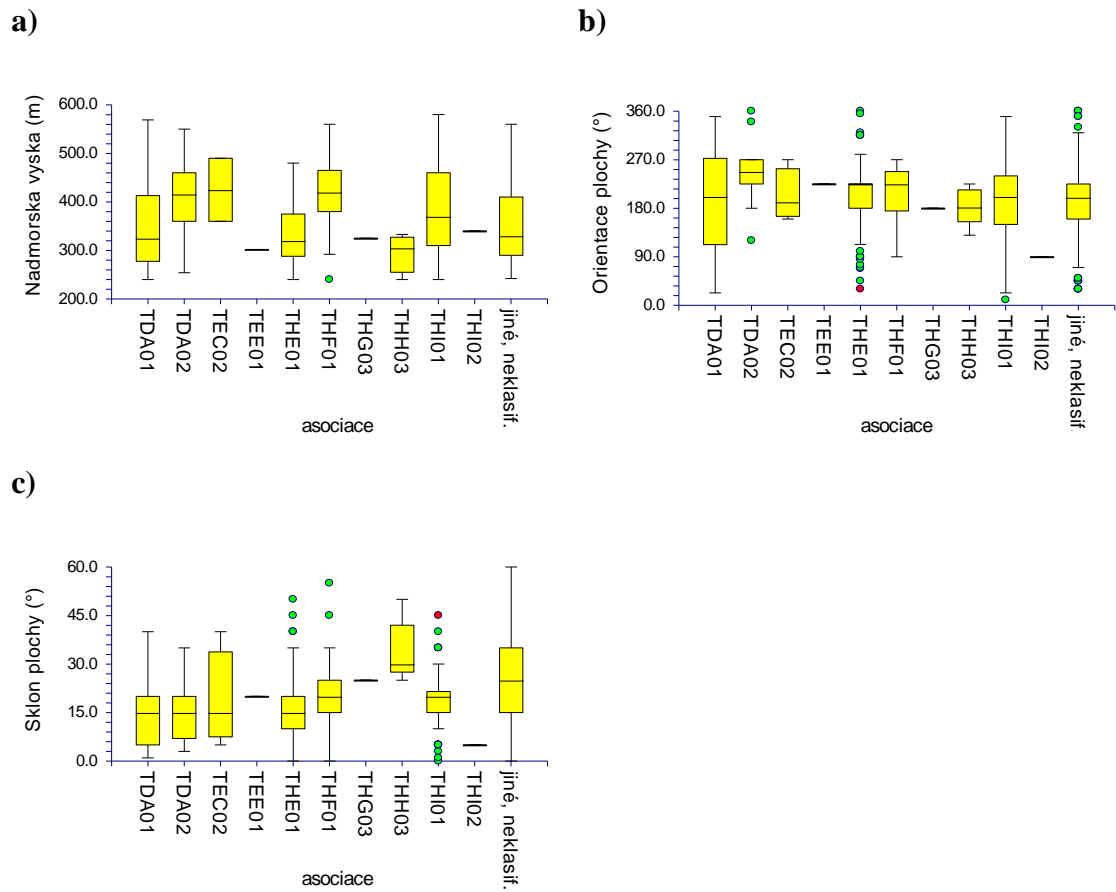 a)
600.0
500.0
400.0
300.0
200.0
Nadmorska vyska (m)
TDA01
TDA02
TEC02
TEE01
THE01
THF01
THG03
THH03
THI01
THI02
jiné, neklasif.
asociace
b)
360.0
270.0
180.0
90.0
0.0
Orientace plochy (°)
TDA01
TDA02
TEC02
TEE01
THE01
THF01
THG03
THH03
THI01
THI02
jiné, neklasif
asociace
c)
60.0
45.0
30.0
15.0
0.0
Sklon plochy (°)
TDA01
TDA02
TEC02
TEE01
THE01
THF01
THG03
THH03
THI01
THI02
jiné, neklasif.
asociace